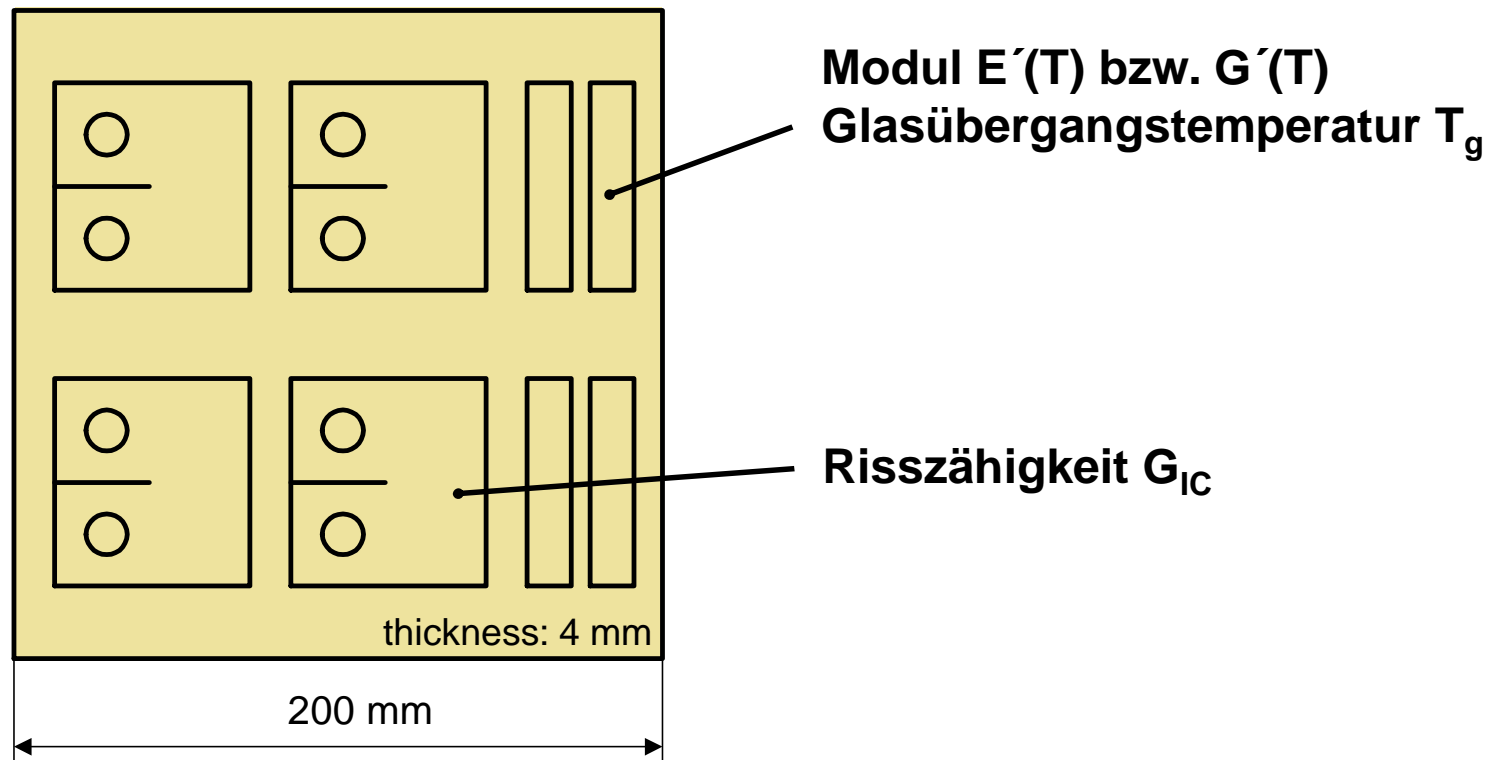 Modul E´(T) bzw. G´(T)
Glasübergangstemperatur Tg
Risszähigkeit GIC
thickness: 4 mm
200 mm